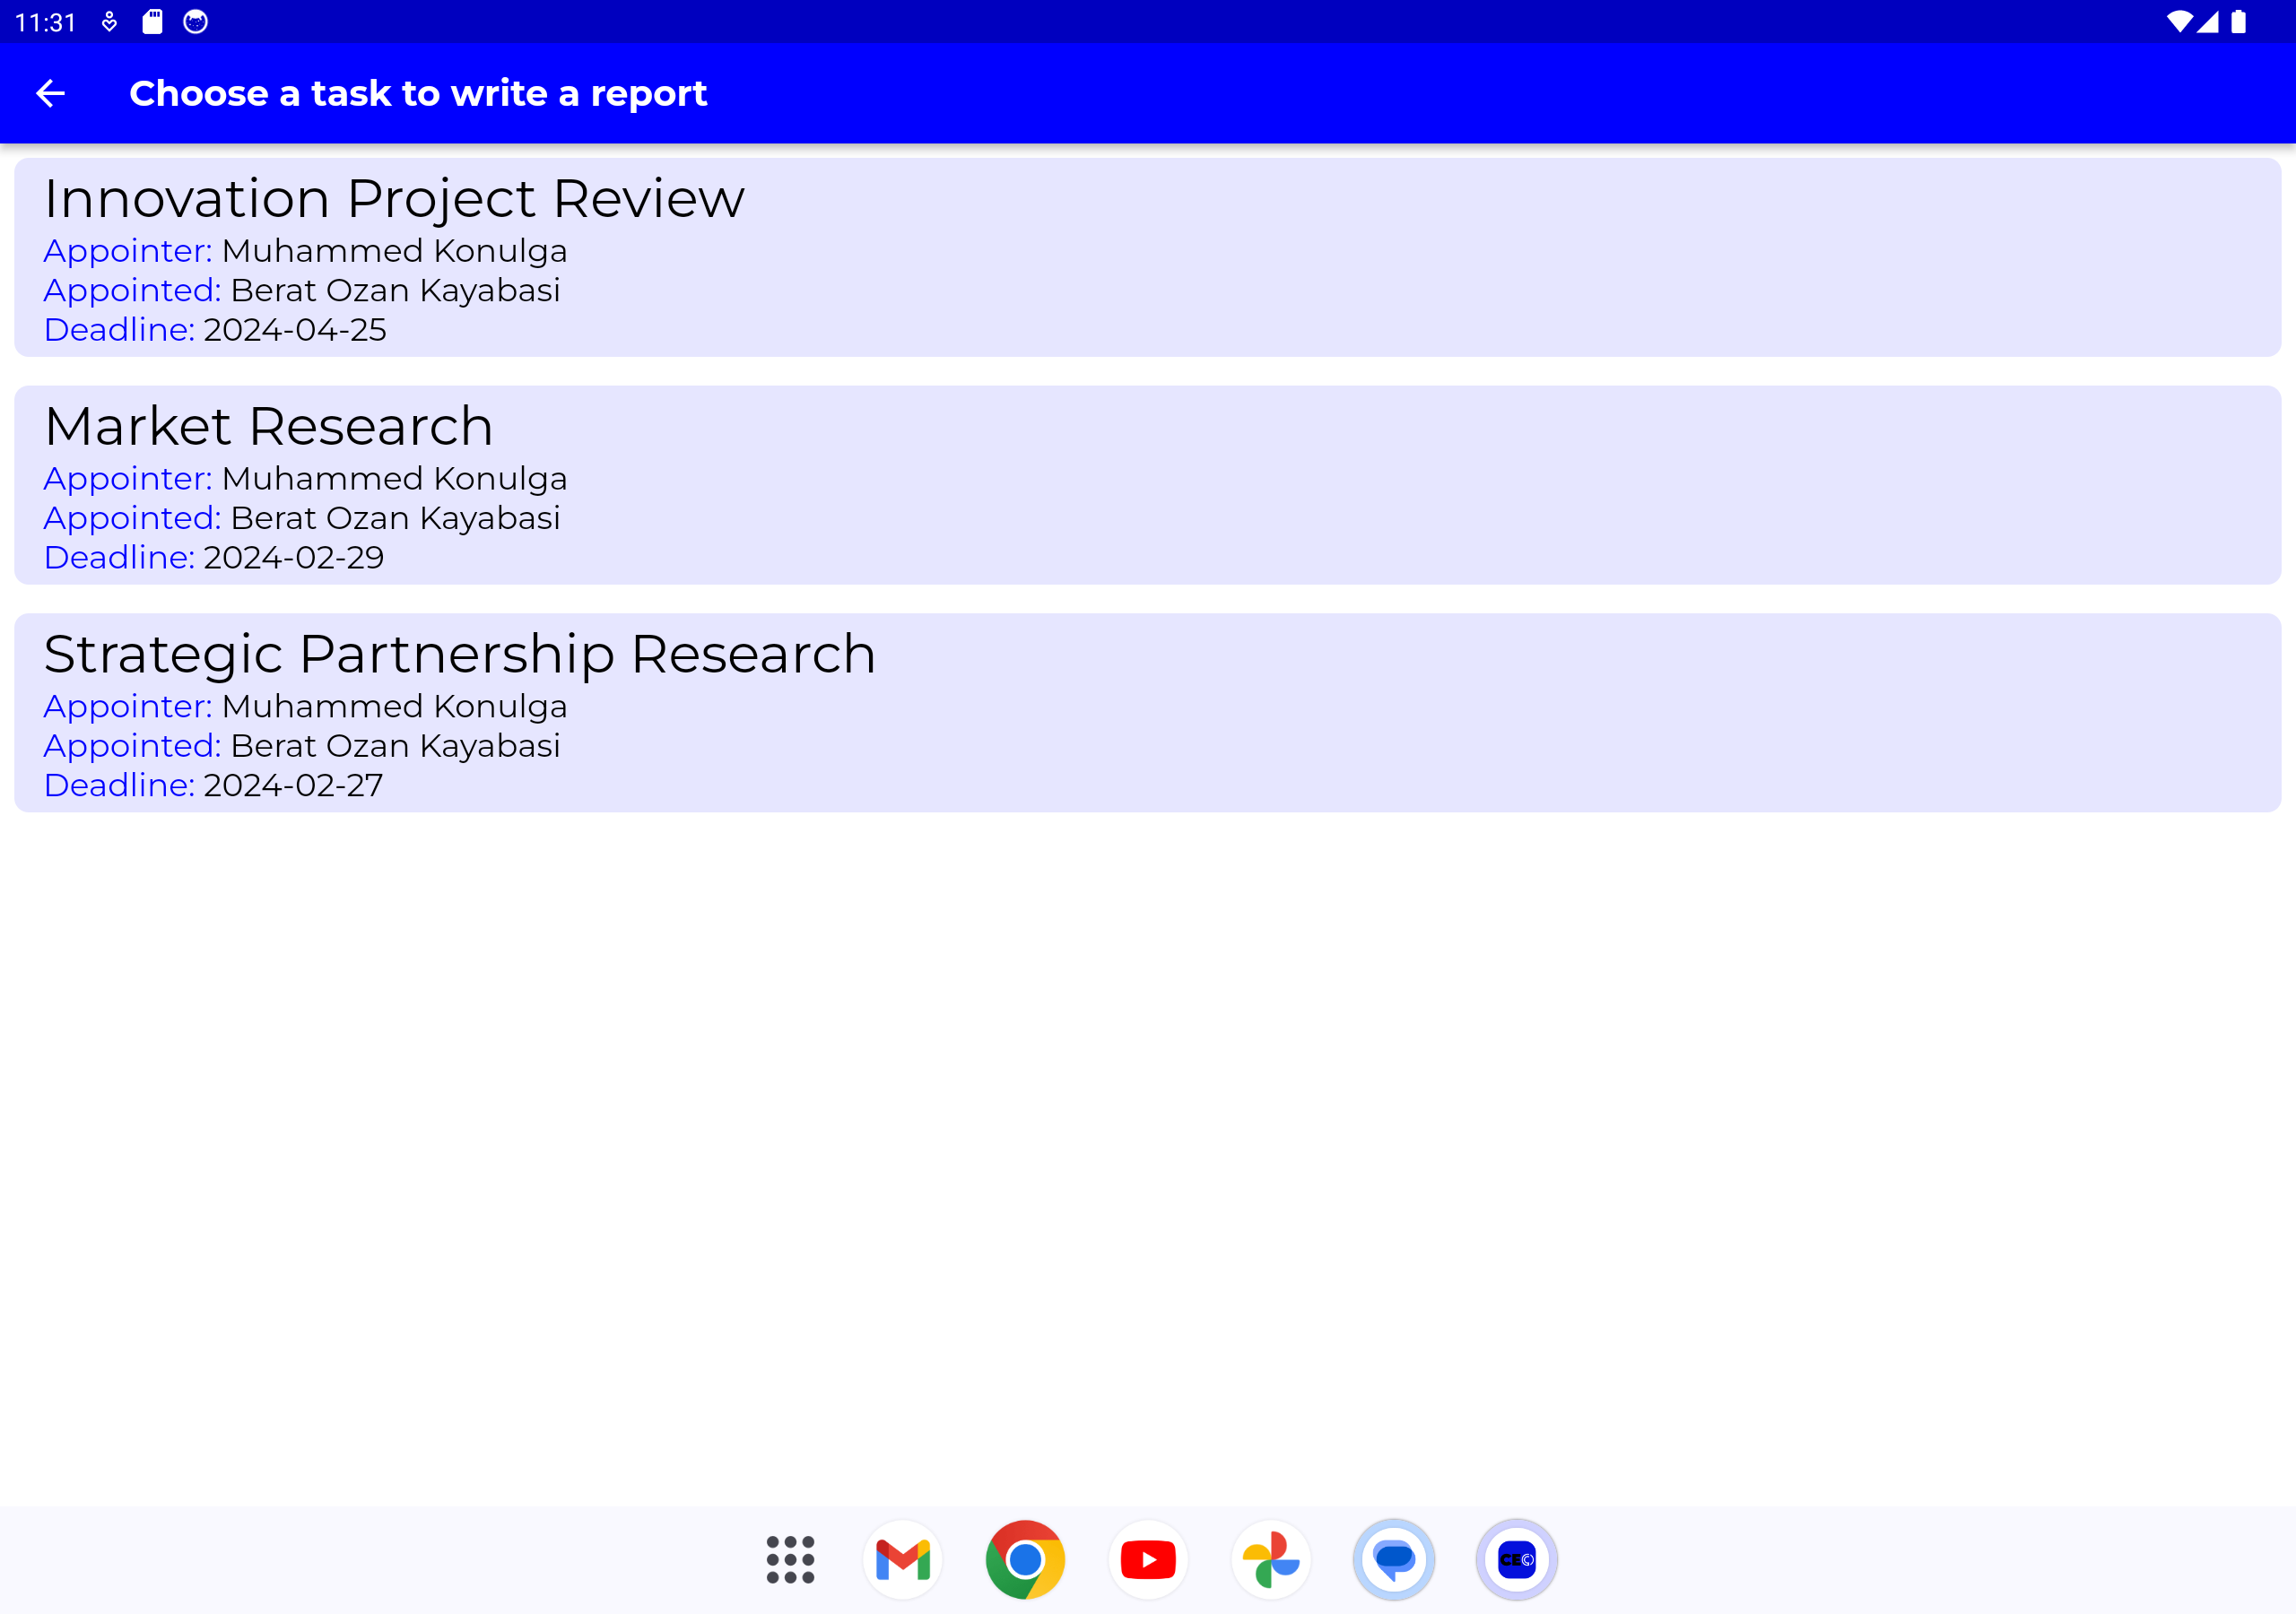 11:31
Choose a task to write a report
Innovation Project Review
Appointer: Muhammed Konulga
Appointed: Berat Ozan Kayabasi
Deadline: 2024-04-25
Market Research
Appointer: Muhammed Konulga
Appointed: Berat Ozan Kayabasi
Deadline: 2024-02-29
Strategic Partnership Research
Appointer: Muhammed Konulga
Appointed: Berat Ozan Kayabasi
Deadline: 2024-02-27